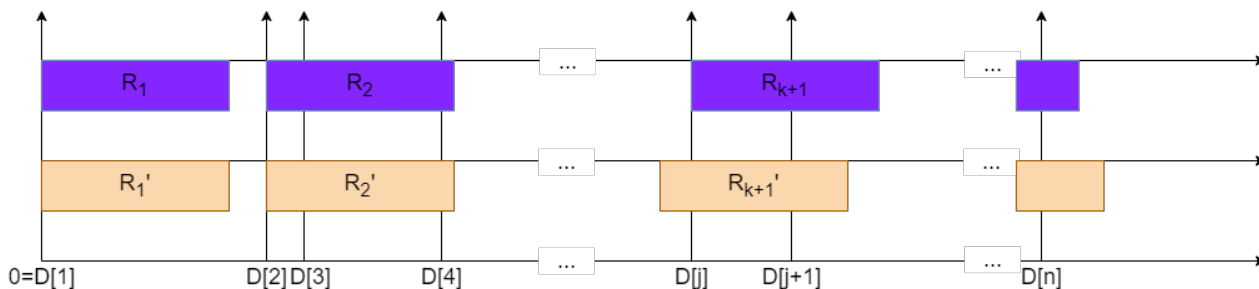 R₁ R₂ ... Rₖ₊₁ ...
R₁' R₂' ... Rₖ₊₁' ...
0=D[1] D[2] D[3] D[4] ... D[j] D[j+1] ... D[n]